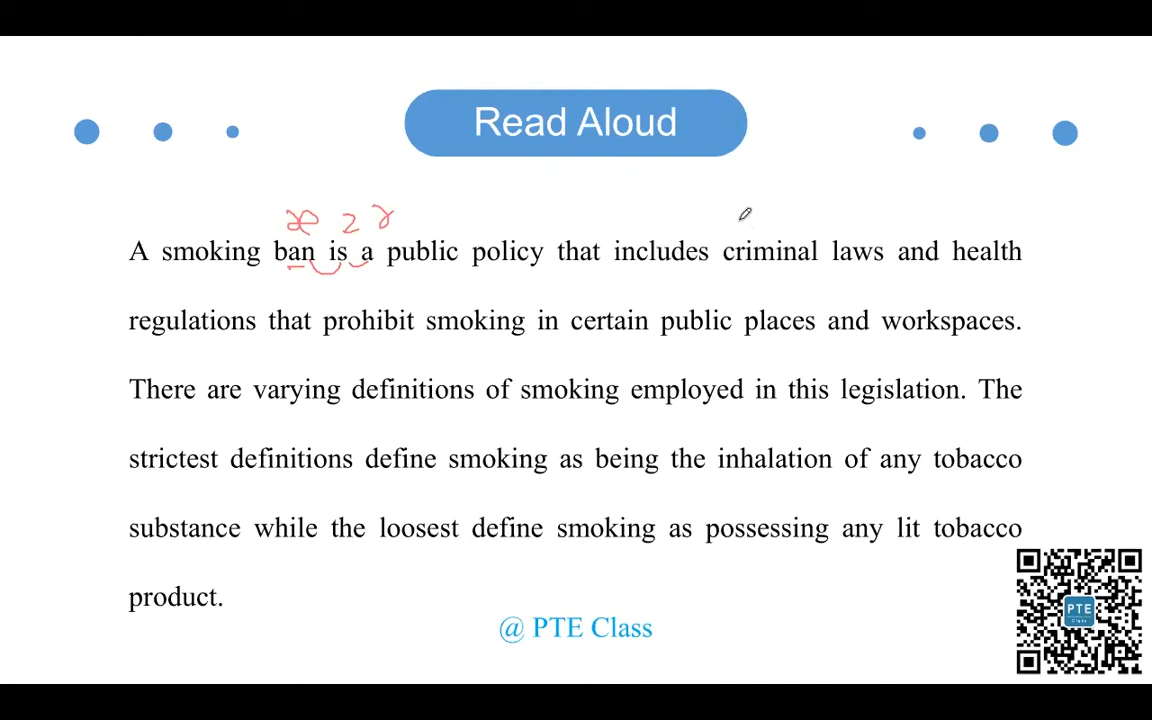 Read Aloud
æ z
A smoking ban is a public policy that includes criminal laws and health
regulations that prohibit smoking in certain public places and workspaces.
There are varying definitions of smoking employed in this legislation. The
strictest definitions define smoking as being the inhalation of any tobacco
substance while the loosest define smoking as possessing any lit tobacco
product.
@ PTE Class
PTE
Class